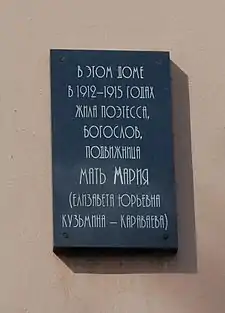 В ЭТОМ ДОМЕ
В 1912–1915 ГОДАХ
ЖИЛА ПОЭТЕССА,
БОГОСЛОВ,
ПОДВИЖНИЦА
МАТЬ МАРИЯ
(ЕЛИЗАВЕТА ЮРЬЕВНА
КУЗЬМИНА – КАРАВАЕВА)